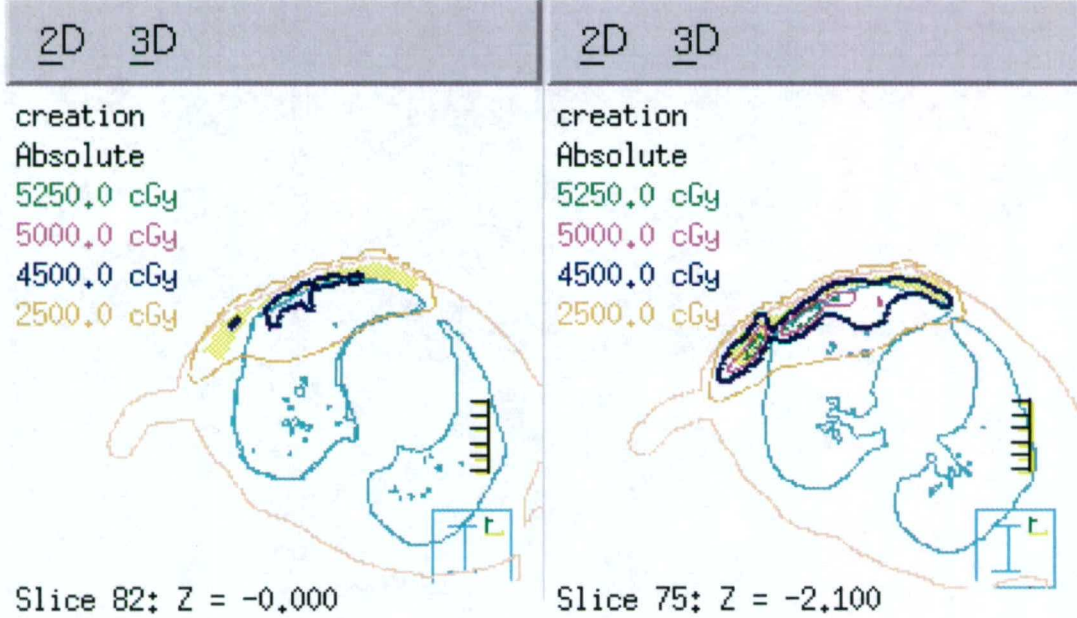 2D 3D
creation
Absolute
5250.0 cGy
5000.0 cGy
4500.0 cGy
2500.0 cGy
Slice 82: Z = -0.000
2D 3D
creation
Absolute
5250.0 cGy
5000.0 cGy
4500.0 cGy
2500.0 cGy
Slice 75: Z = -2.100